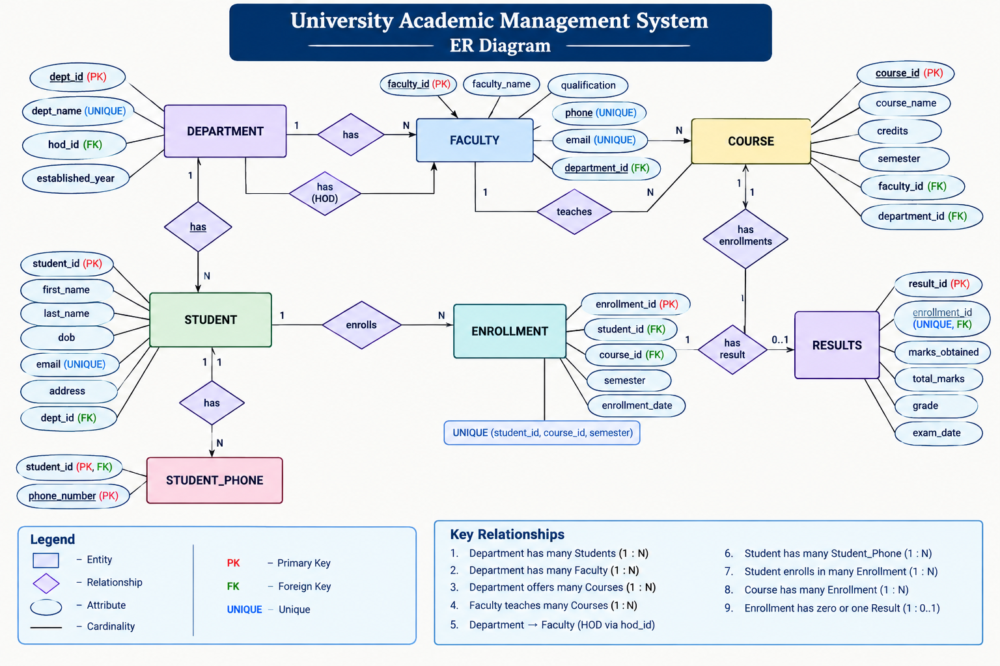 University Academic Management System
ER Diagram
dept_id (PK)
dept_name (UNIQUE)
hod_id (FK)
established_year
DEPARTMENT
1
has
N
faculty_id (PK)
faculty_name
qualification
phone (UNIQUE)
email (UNIQUE)
department_id (FK)
FACULTY
N
COURSE
course_id (PK)
course_name
credits
semester
faculty_id (FK)
department_id (FK)
1
has
(HOD)
1
teaches
N
1
1
has
has
enrollments
N
1
student_id (PK)
first_name
last_name
dob
email (UNIQUE)
address
dept_id (FK)
STUDENT
1
enrolls
N
ENROLLMENT
enrollment_id (PK)
student_id (FK)
course_id (FK)
semester
enrollment_date
1
has
result
0..1
RESULTS
result_id (PK)
enrollment_id
(UNIQUE, FK)
marks_obtained
total_marks
grade
exam_date
1
1
has
N
UNIQUE (student_id, course_id, semester)
student_id (PK, FK)
phone_number (PK)
STUDENT_PHONE
Legend
– Entity
– Relationship
– Attribute
– Cardinality
PK – Primary Key
FK – Foreign Key
UNIQUE – Unique
Key Relationships
1. Department has many Students (1 : N)
2. Department has many Faculty (1 : N)
3. Department offers many Courses (1 : N)
4. Faculty teaches many Courses (1 : N)
5. Department → Faculty (HOD via hod_id)
6. Student has many Student_Phone (1 : N)
7. Student enrolls in many Enrollment (1 : N)
8. Course has many Enrollment (1 : N)
9. Enrollment has zero or one Result (1 : 0..1)